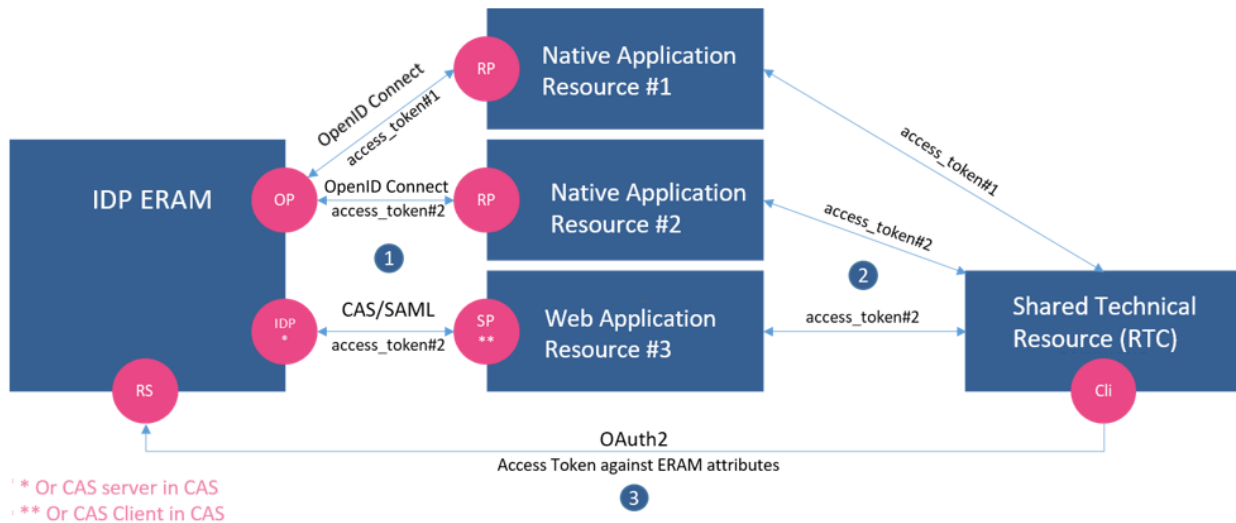 Native Application
Resource #1
RP
OpenID Connect
access_token#1
access_token#1
IDP ERAM
OP
OpenID Connect
access_token#2
RP
Native Application
Resource #2
access_token#2
1
2
IDP
*
CAS/SAML
access_token#2
SP
**
Web Application
Resource #3
access_token#2
Shared Technical
Resource (RTC)
RS
Cli
OAuth2
Access Token against ERAM attributes
3
* Or CAS server in CAS
** Or CAS Client in CAS